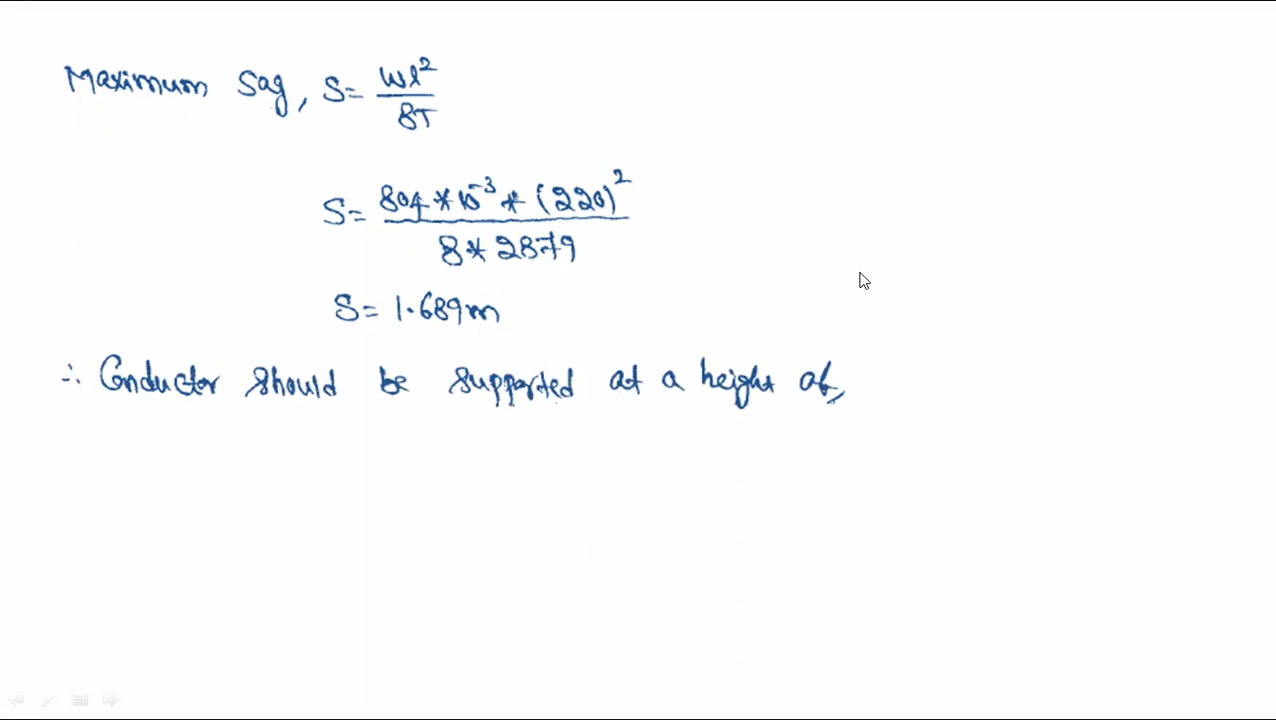 Maximum Sag, S = Wl²/8T
S = 804 * 10⁻³ * (220)²/8 * 2879
S = 1.689m
∴ Conductor should be supported at a height of,